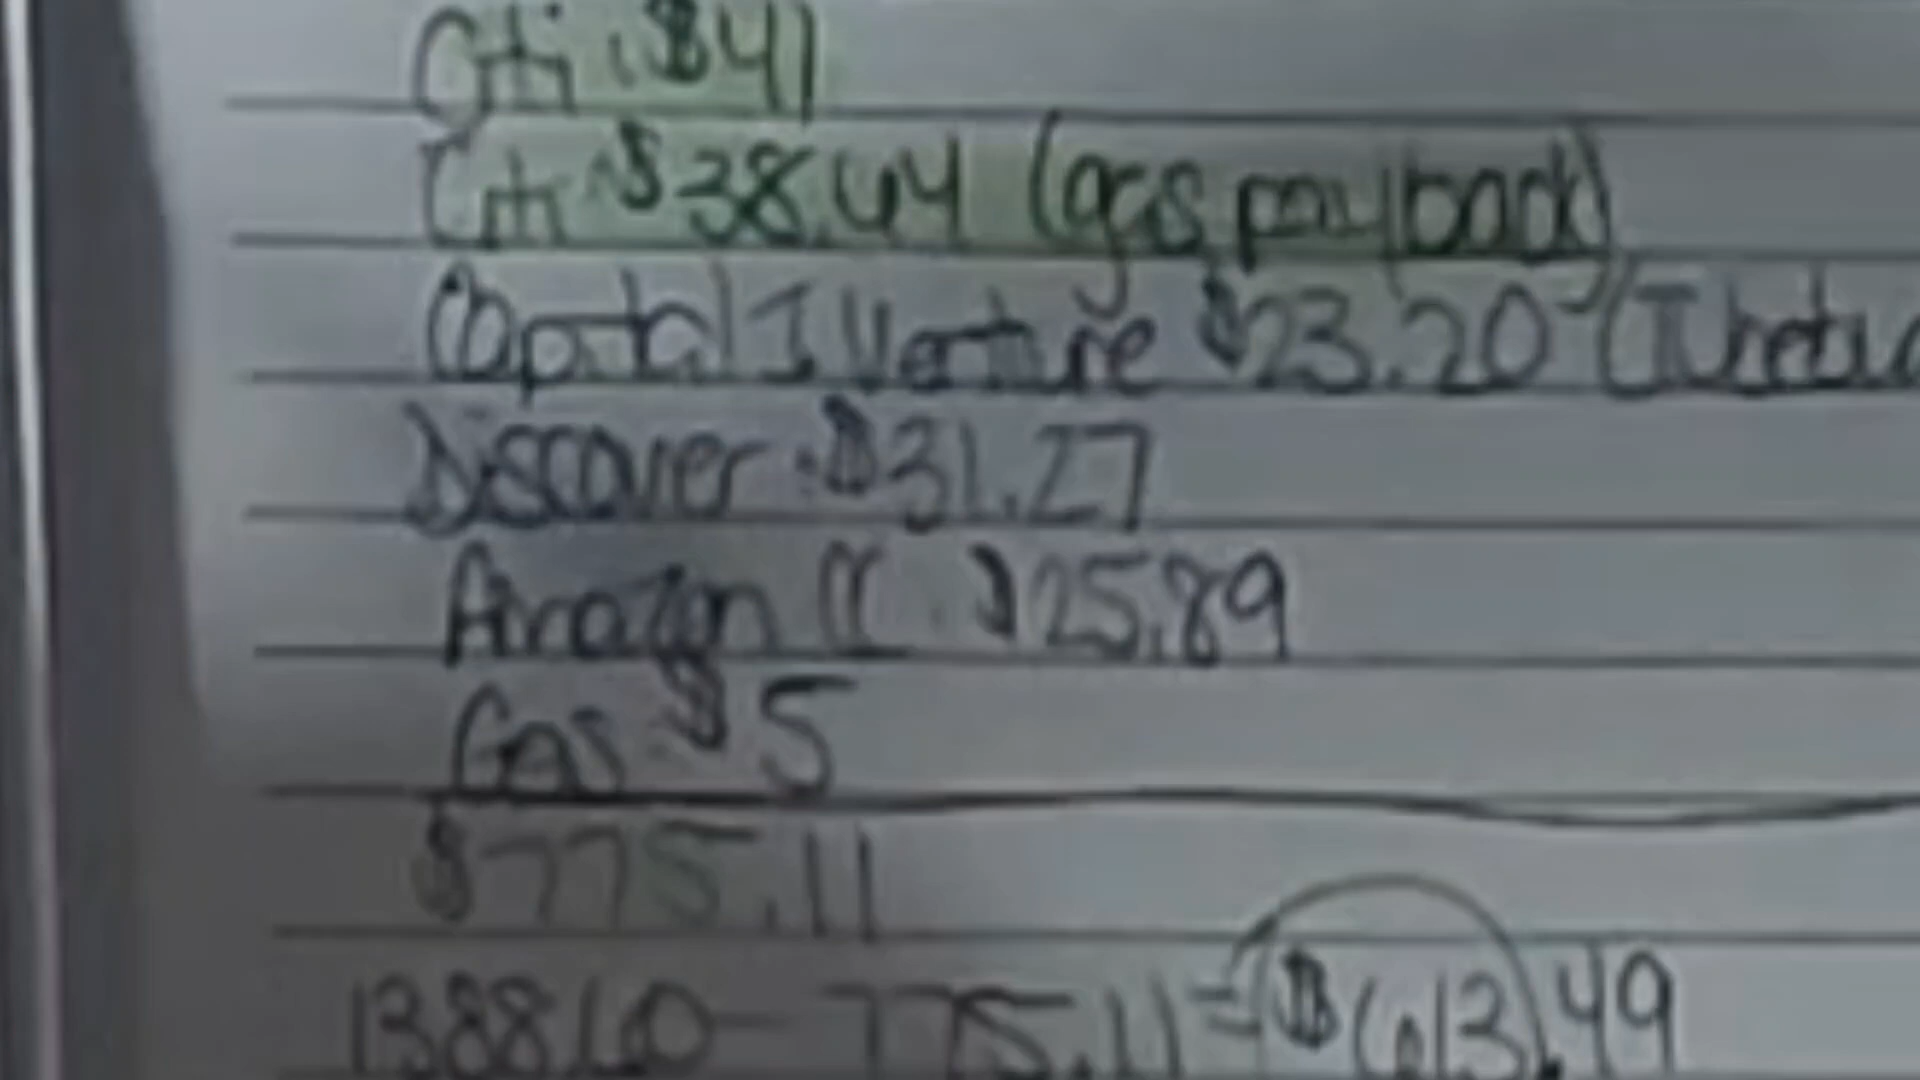 Citi : $41
Citi : $38.44 (gas payback)
Capital 1 Venture $23.20
Discover : $31.27
Amazon CC : $25.89
Gas : $5
$775.11
1388.60 - 775.11 = $613.49